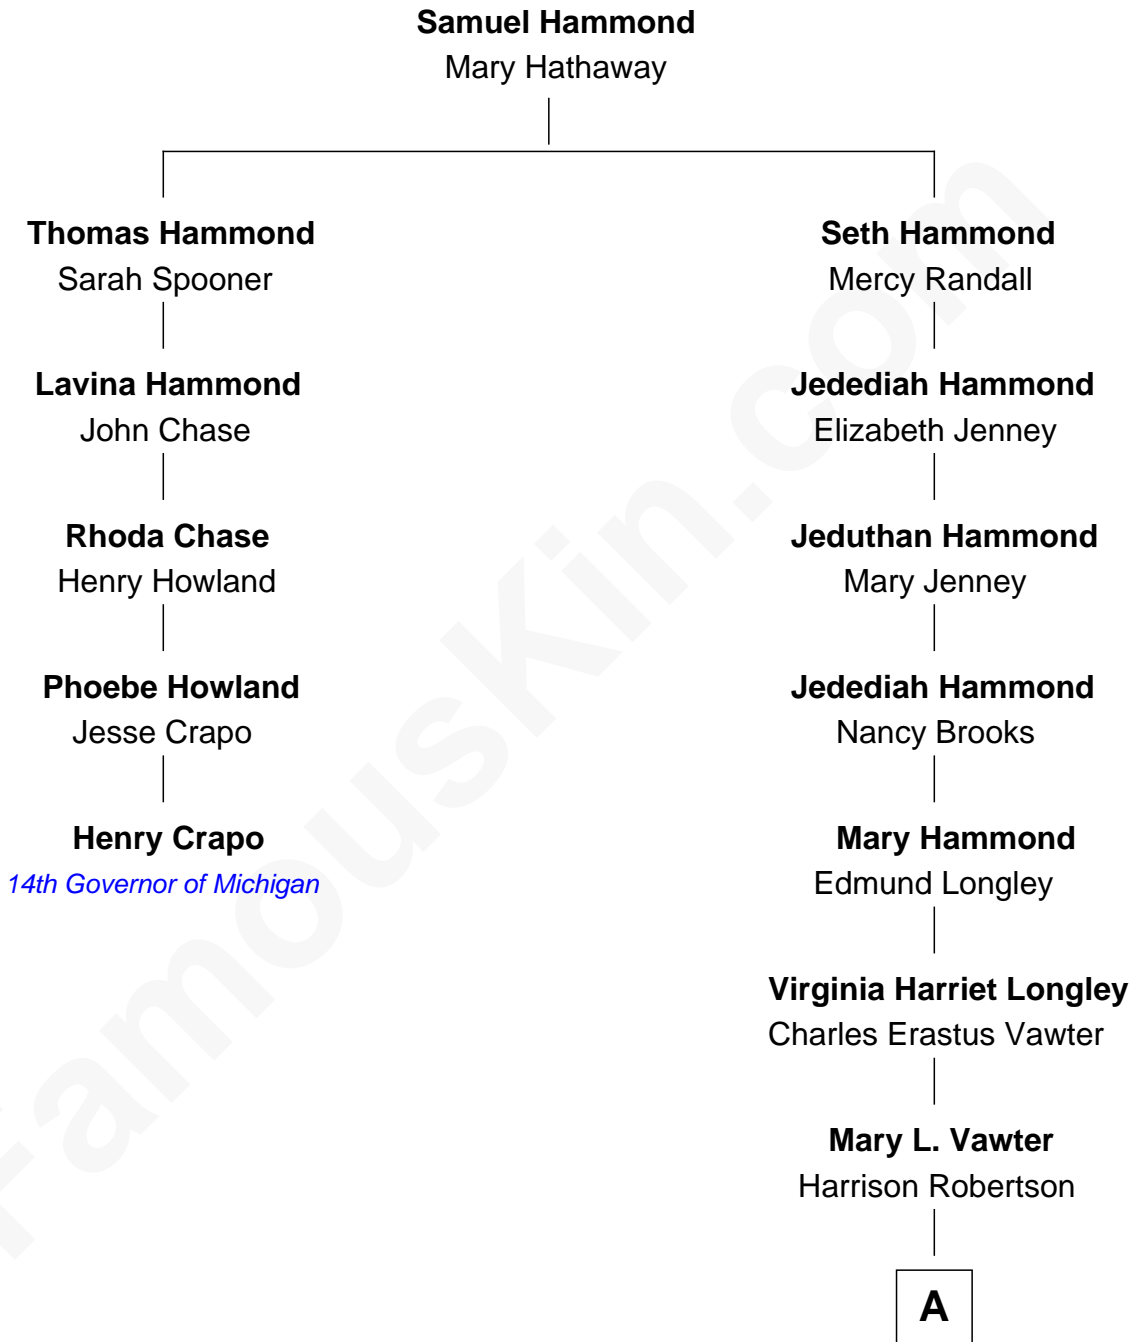 Samuel Hammond
Mary Hathaway
Thomas Hammond
Sarah Spooner
Seth Hammond
Mercy Randall
Lavina Hammond
John Chase
Jedediah Hammond
Elizabeth Jenney
Rhoda Chase
Henry Howland
Jeduthan Hammond
Mary Jenney
Phoebe Howland
Jesse Crapo
Jedediah Hammond
Nancy Brooks
Henry Crapo
14th Governor of Michigan
Mary Hammond
Edmund Longley
Virginia Harriet Longley
Charles Erastus Vawter
Mary L. Vawter
Harrison Robertson
A
FamousKin.com